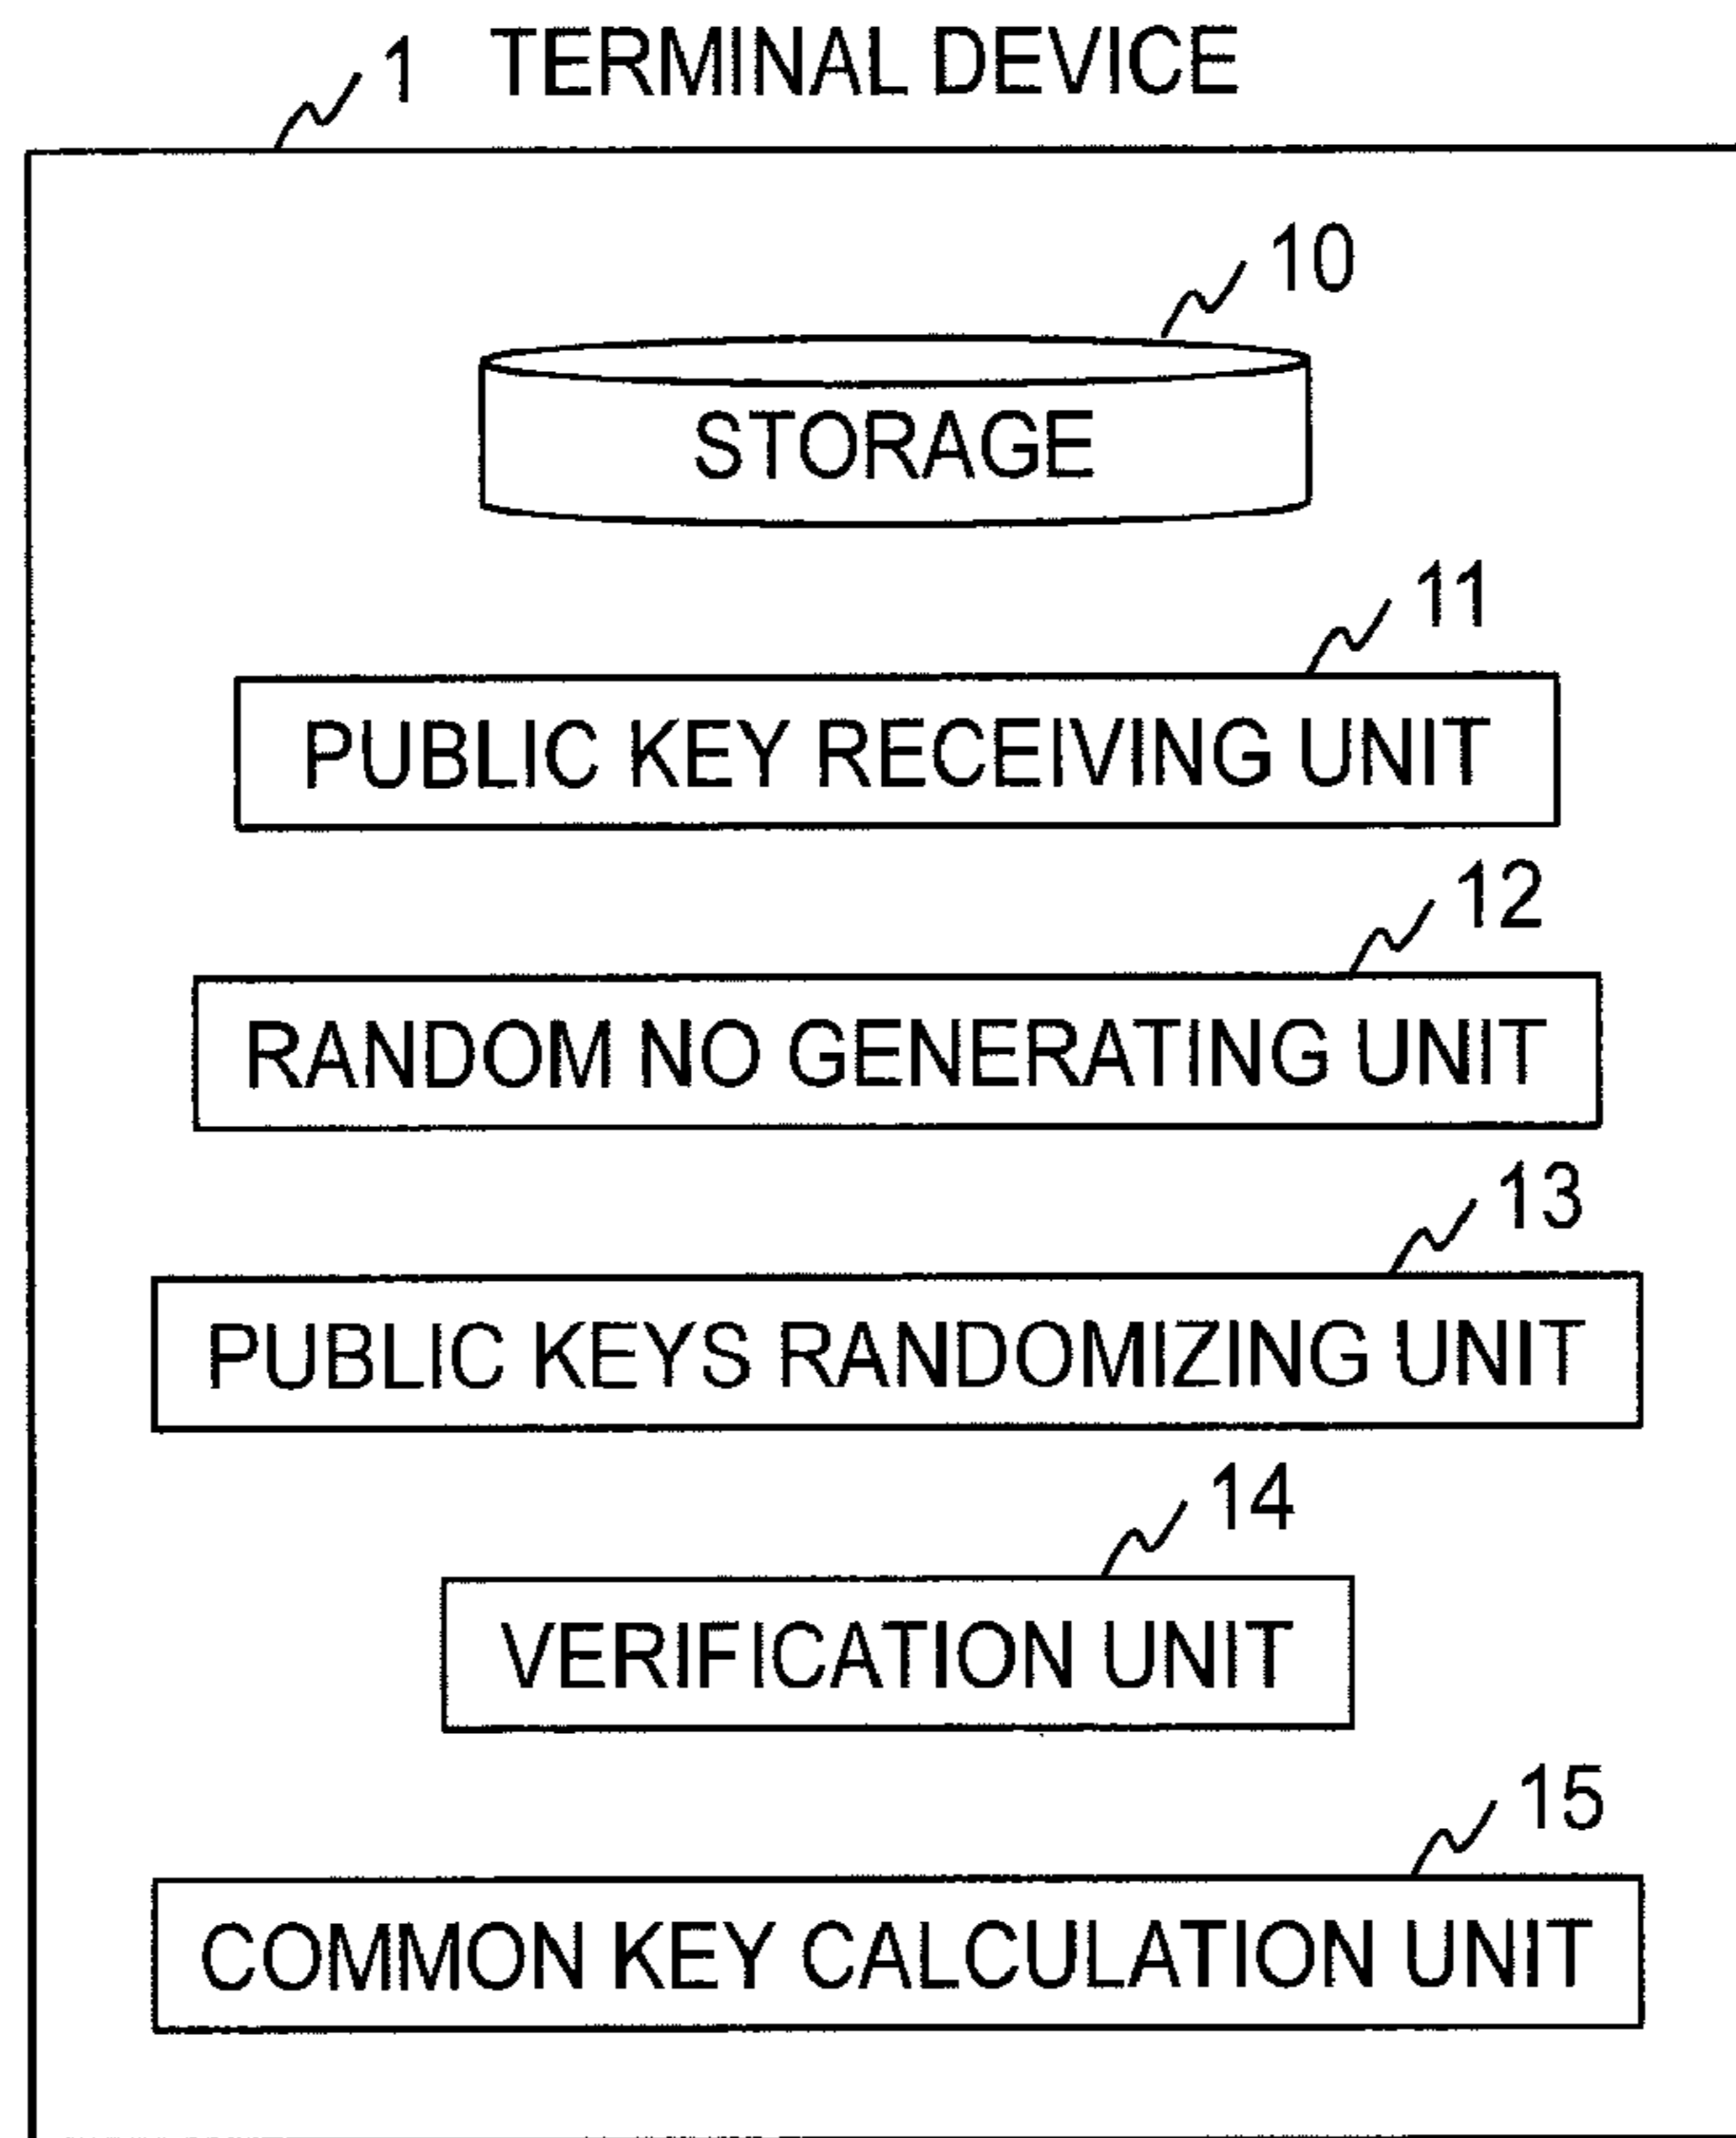 1 TERMINAL DEVICE
10
STORAGE
11
PUBLIC KEY RECEIVING UNIT
12
RANDOM NO GENERATING UNIT
13
PUBLIC KEYS RANDOMIZING UNIT
14
VERIFICATION UNIT
15
COMMON KEY CALCULATION UNIT